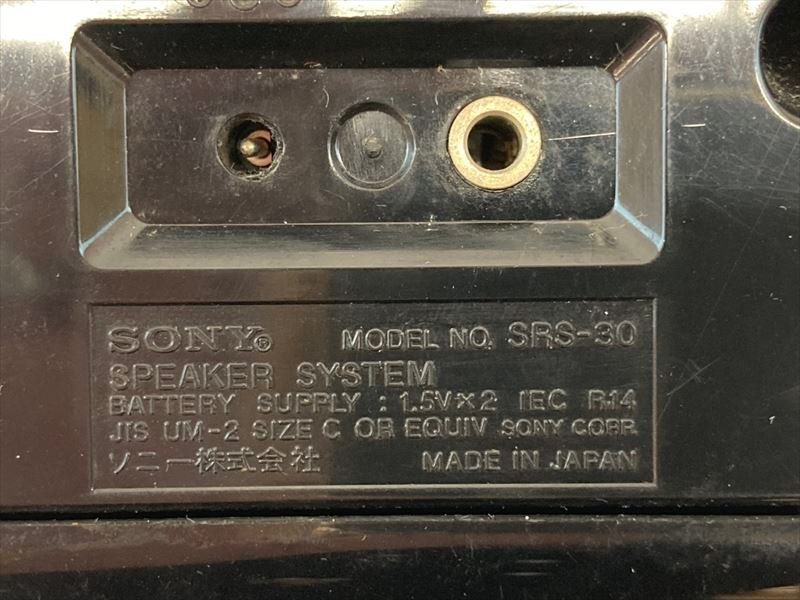 SONY® MODEL NO. SRS-30
SPEAKER SYSTEM
BATTERY SUPPLY : 1.5V×2 IEC R14
JIS UM-2 SIZE C OR EQUIV SONY CORP.
ソニー株式会社 MADE IN JAPAN